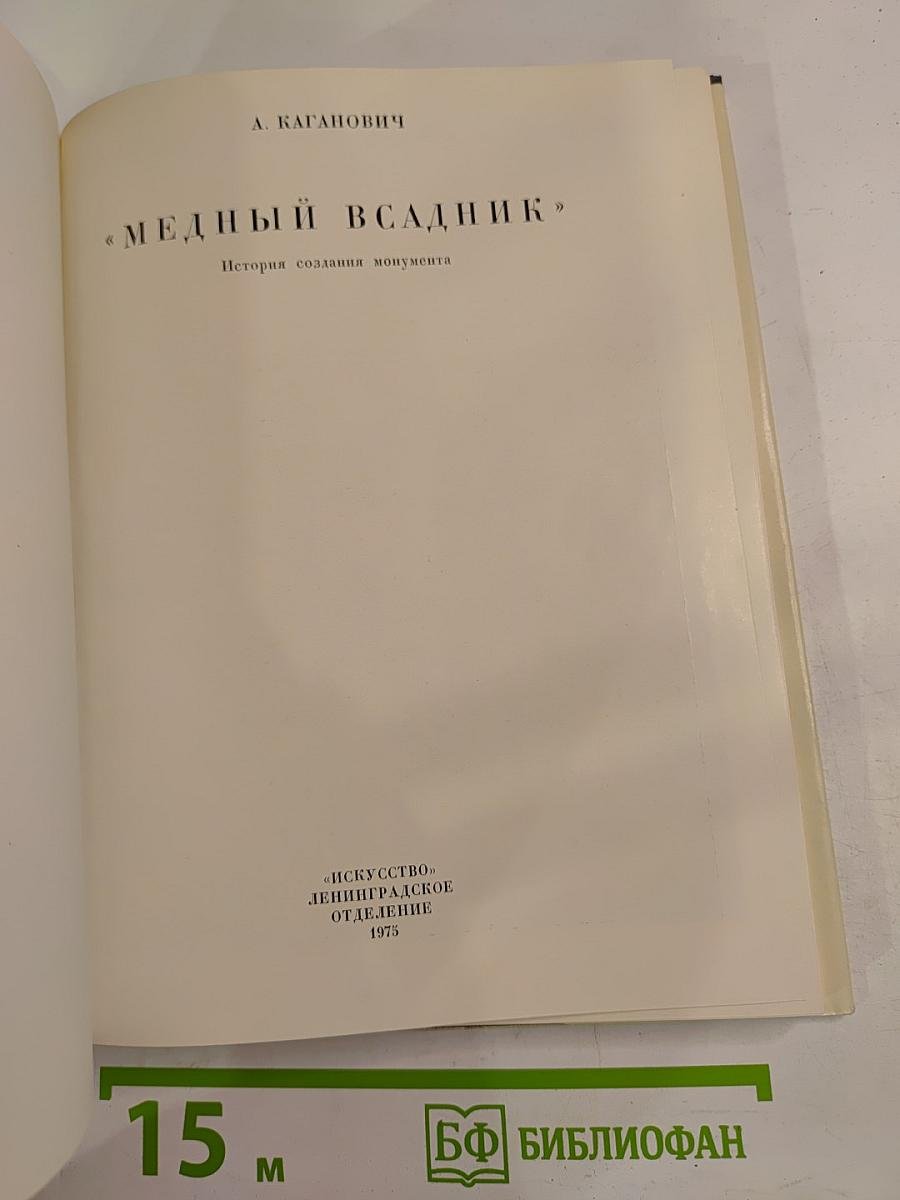 А. КАГАНОВИЧ
«МЕДНЫЙ ВСАДНИК»
История создания монумента
«ИСКУССТВО»
ЛЕНИНГРАДСКОЕ
ОТДЕЛЕНИЕ
1975
15 м
БФ БИБЛИОФАН